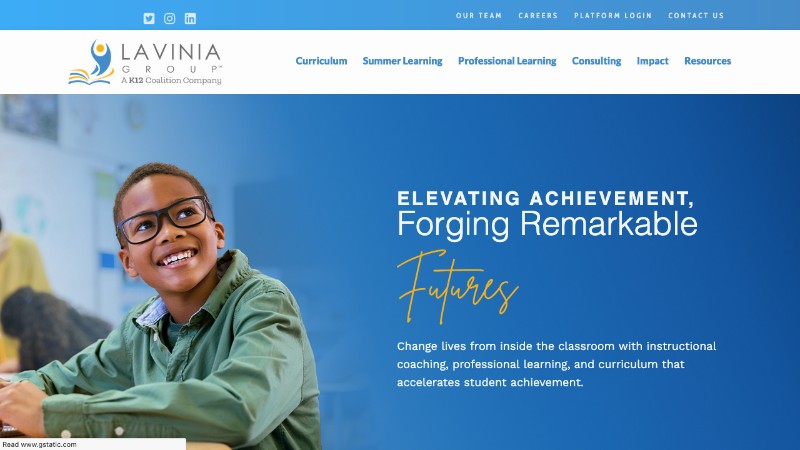 OUR TEAM CAREERS PLATFORM LOGIN CONTACT US
LAVINIA
GROUP™
A K12 Coalition Company
Curriculum Summer Learning Professional Learning Consulting Impact Resources
ELEVATING ACHIEVEMENT,
Forging Remarkable
Futures
Change lives from inside the classroom with instructional
coaching, professional learning, and curriculum that
accelerates student achievement.
Read www.gstatic.com